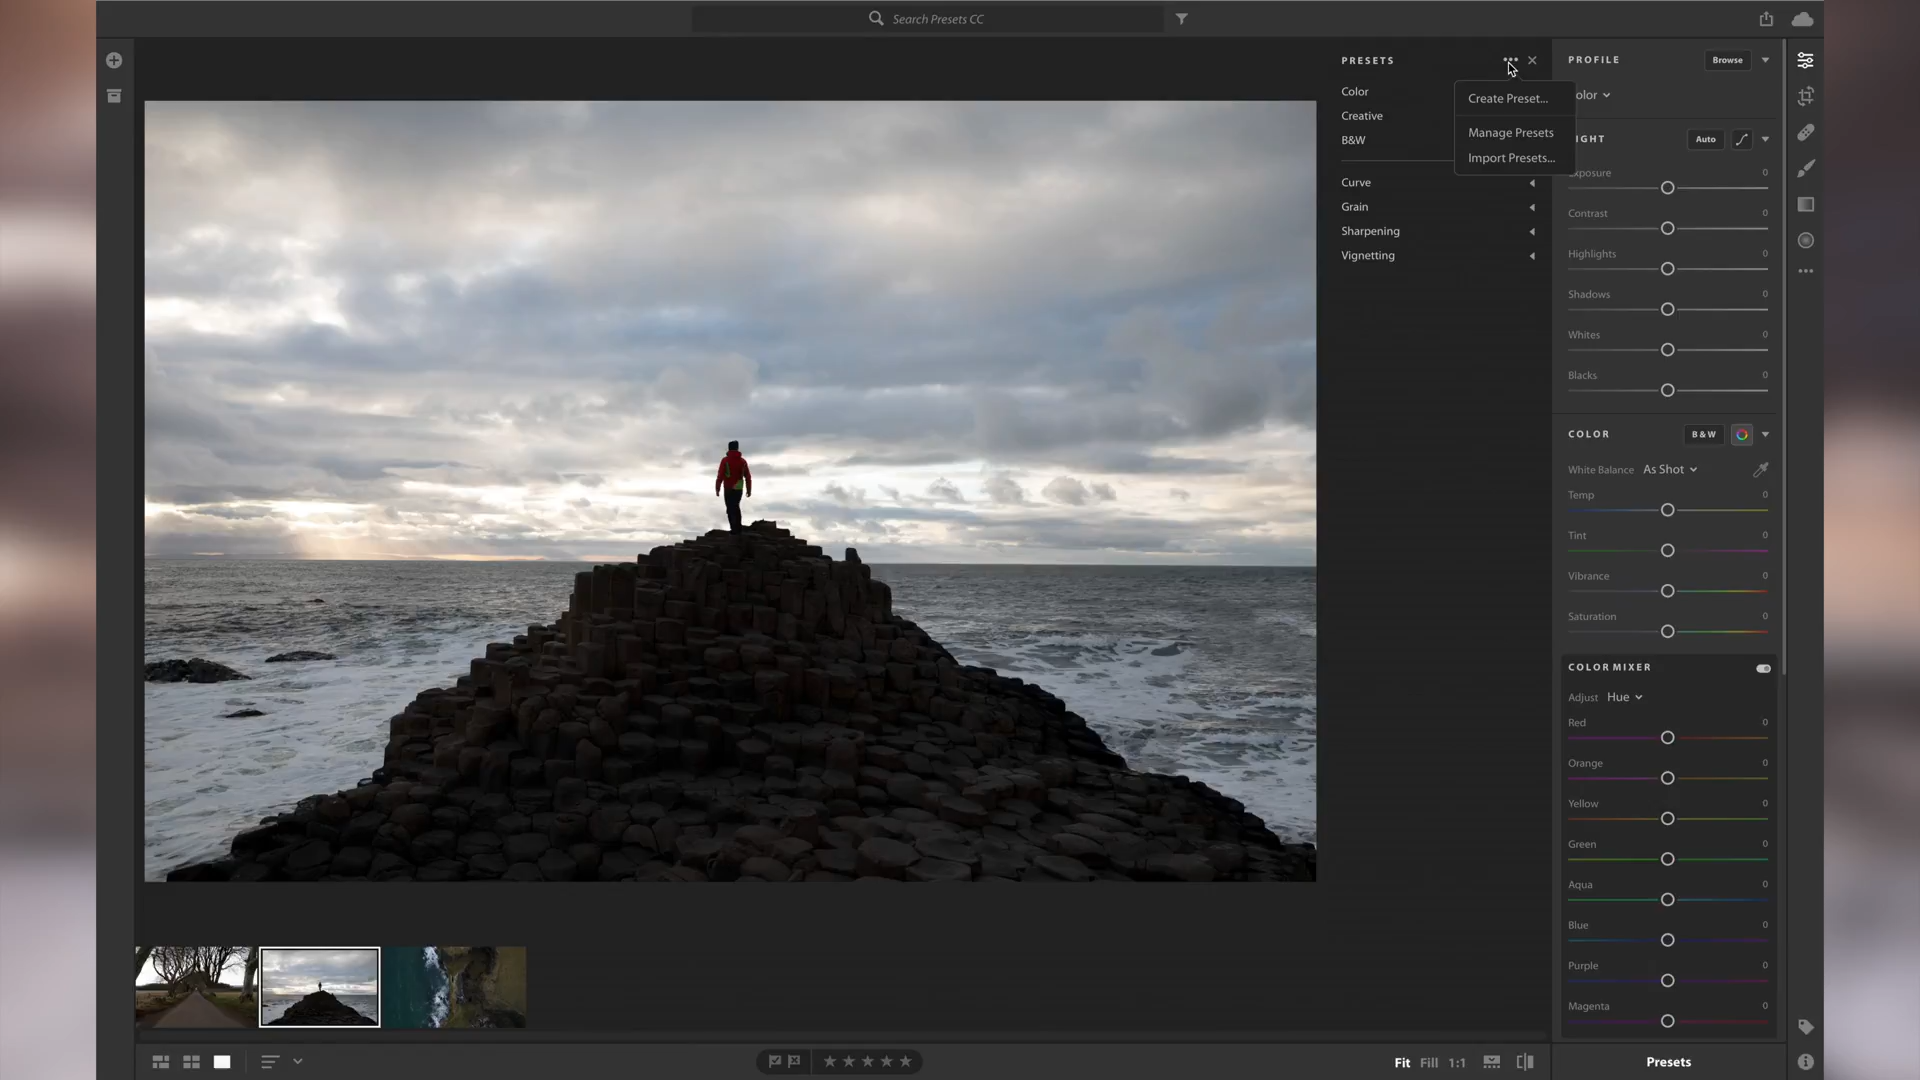 Search Presets CC
PRESETS
Color
Creative
B&W
Curve
Grain
Sharpening
Vignetting
Create Preset...
Manage Presets
Import Presets...
PROFILE
Browse
olor
IGHT
Auto
Exposure 0
Contrast 0
Highlights 0
Shadows 0
Whites 0
Blacks 0
COLOR
B&W
White Balance As Shot
Temp 0
Tint 0
Vibrance 0
Saturation 0
COLOR MIXER
Adjust Hue
Red 0
Orange 0
Yellow 0
Green 0
Aqua 0
Blue 0
Purple 0
Magenta 0
Fit Fill 1:1
Presets